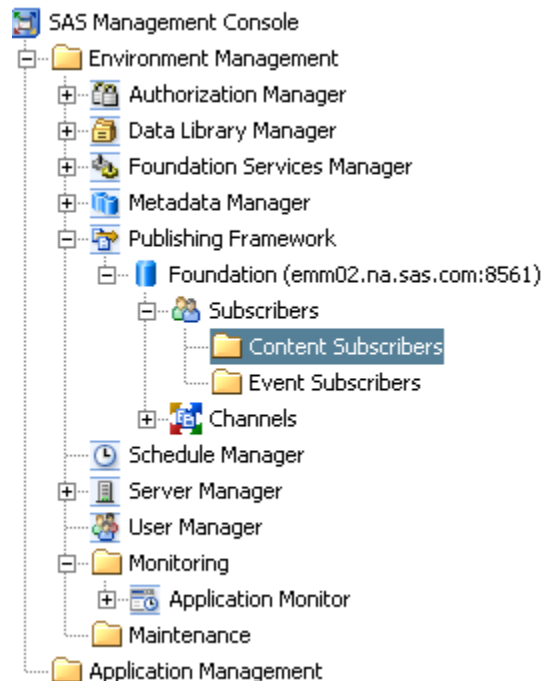 SAS Management Console
Environment Management
Authorization Manager
Data Library Manager
Foundation Services Manager
Metadata Manager
Publishing Framework
Foundation (emm02.na.sas.com:8561)
Subscribers
Content Subscribers
Event Subscribers
Channels
Schedule Manager
Server Manager
User Manager
Monitoring
Application Monitor
Maintenance
Application Management